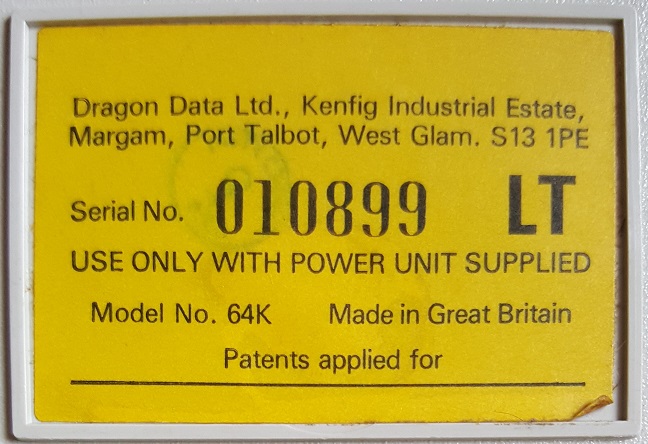 Dragon Data Ltd., Kenfig Industrial Estate,
Margam, Port Talbot, West Glam. S13 1PE
Serial No. 010899 LT
USE ONLY WITH POWER UNIT SUPPLIED
Model No. 64K Made in Great Britain
Patents applied for